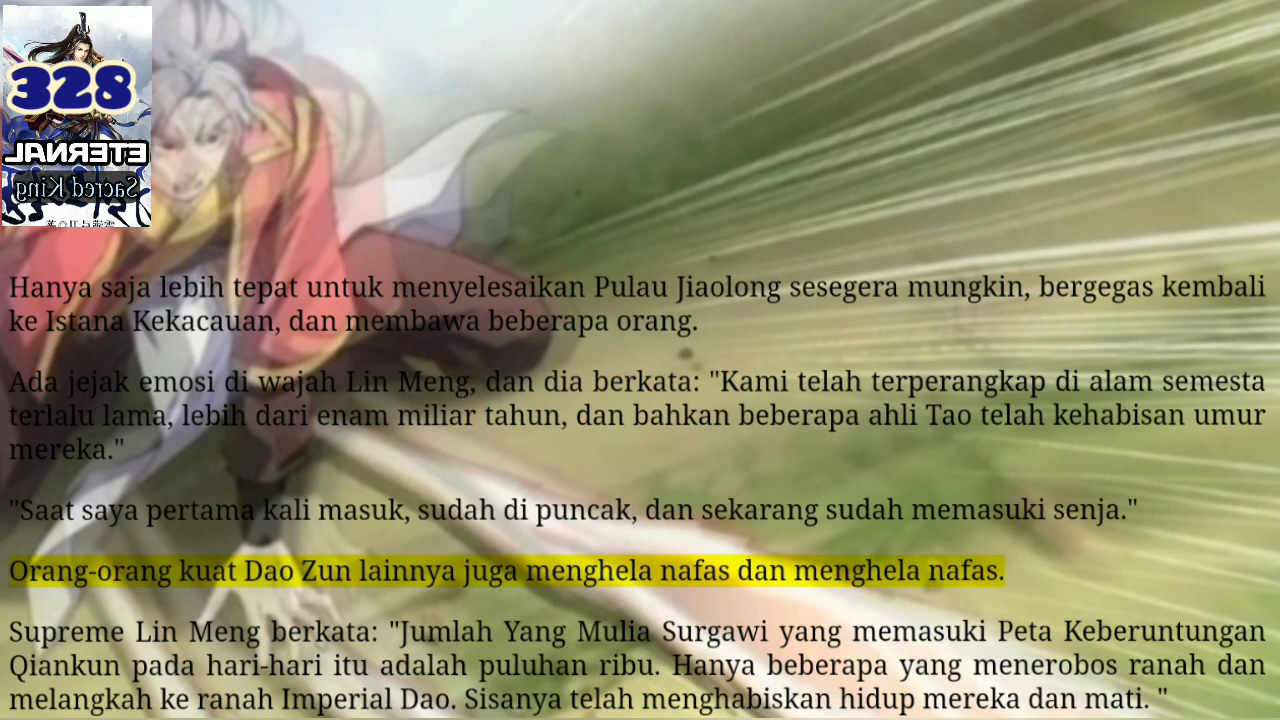 328
ETERNAL
Sacred King
Hanya saja lebih tepat untuk menyelesaikan Pulau Jiaolong sesegera mungkin, bergegas kembali
ke Istana Kekacauan, dan membawa beberapa orang.
Ada jejak emosi di wajah Lin Meng, dan dia berkata: "Kami telah terperangkap di alam semesta
terlalu lama, lebih dari enam miliar tahun, dan bahkan beberapa ahli Tao telah kehabisan umur
mereka."
"Saat saya pertama kali masuk, sudah di puncak, dan sekarang sudah memasuki senja."
Orang-orang kuat Dao Zun lainnya juga menghela nafas dan menghela nafas.
Supreme Lin Meng berkata: "Jumlah Yang Mulia Surgawi yang memasuki Peta Keberuntungan
Qiankun pada hari-hari itu adalah puluhan ribu. Hanya beberapa yang menerobos ranah dan
melangkah ke ranah Imperial Dao. Sisanya telah menghabiskan hidup mereka dan mati. "